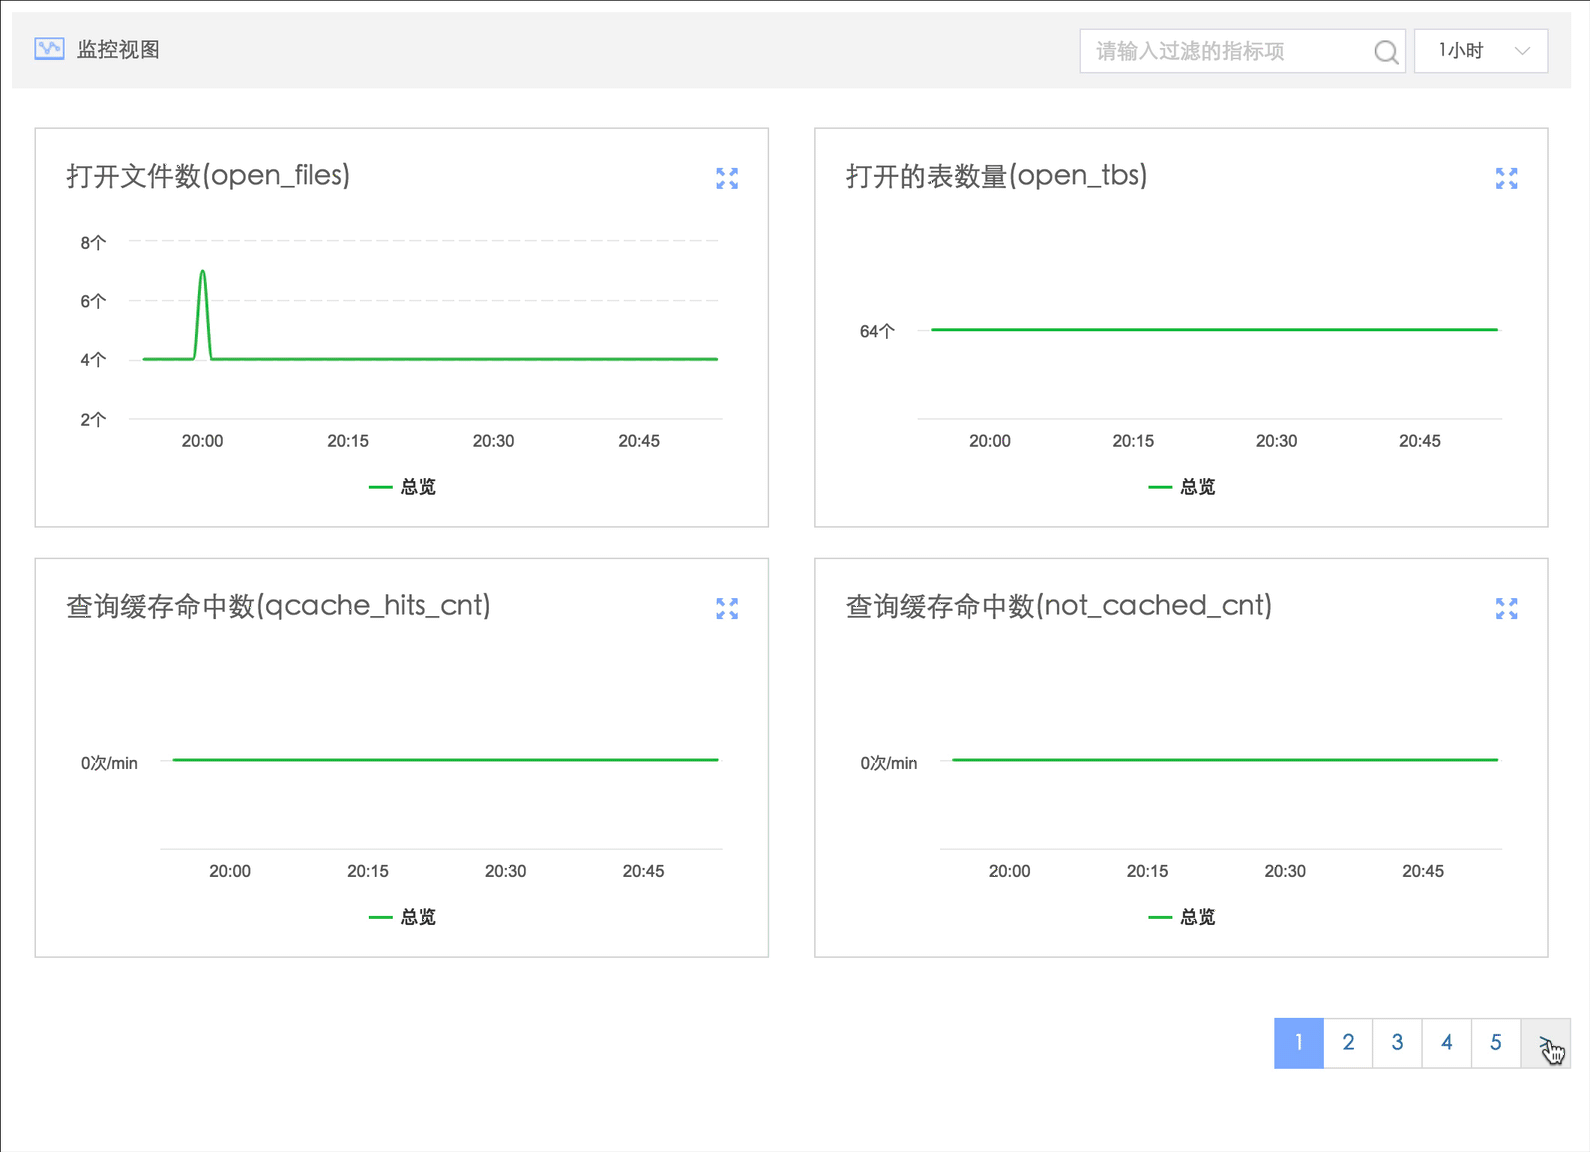 监控视图
请输入过滤的指标项
1小时
打开文件数(open_files)
8个
6个
4个
2个
20:00 20:15 20:30 20:45
总览
打开的表数量(open_tbs)
64个
20:00 20:15 20:30 20:45
总览
查询缓存命中数(qcache_hits_cnt)
0次/min
20:00 20:15 20:30 20:45
总览
查询缓存命中数(not_cached_cnt)
0次/min
20:00 20:15 20:30 20:45
总览
1 2 3 4 5 >